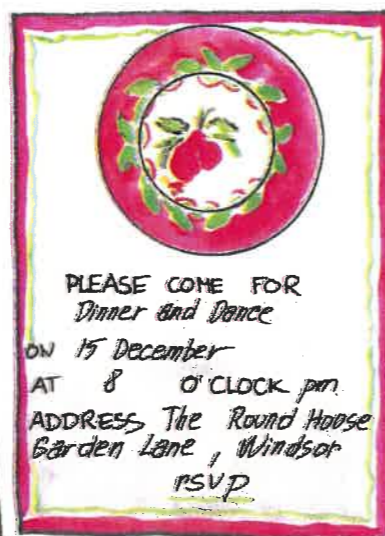 PLEASE COME FOR
Dinner and Dance
ON 15 December
AT 8 O'CLOCK pm
ADDRESS The Round House
Garden Lane, Windsor
rsvp